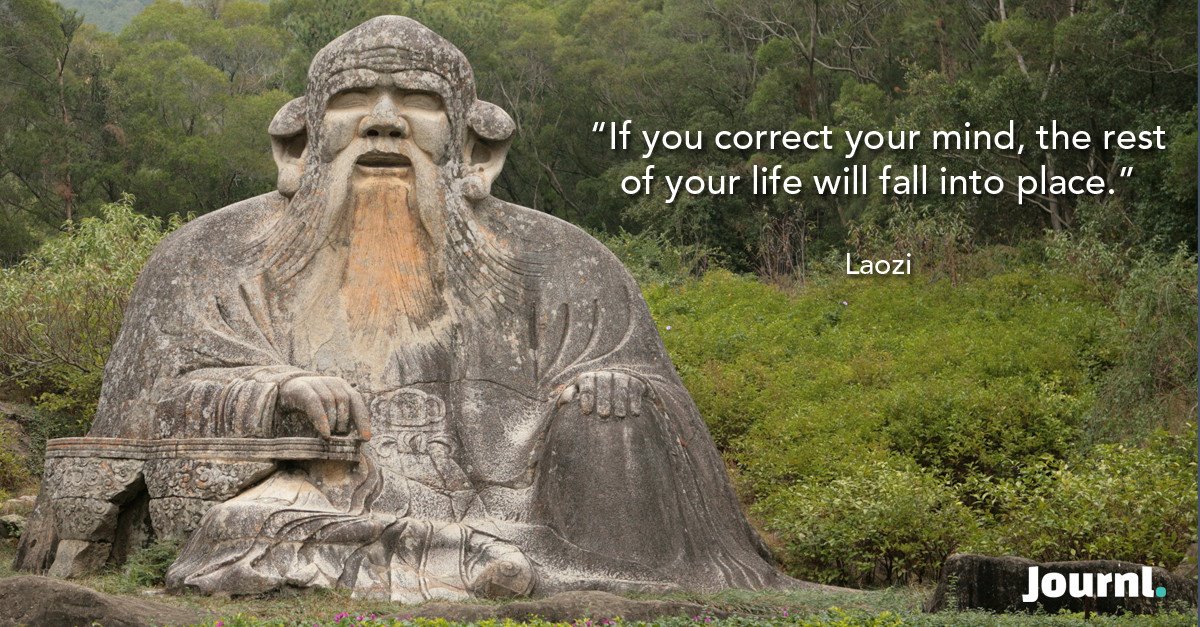 “If you correct your mind, the rest
of your life will fall into place.”
Laozi
Journl.